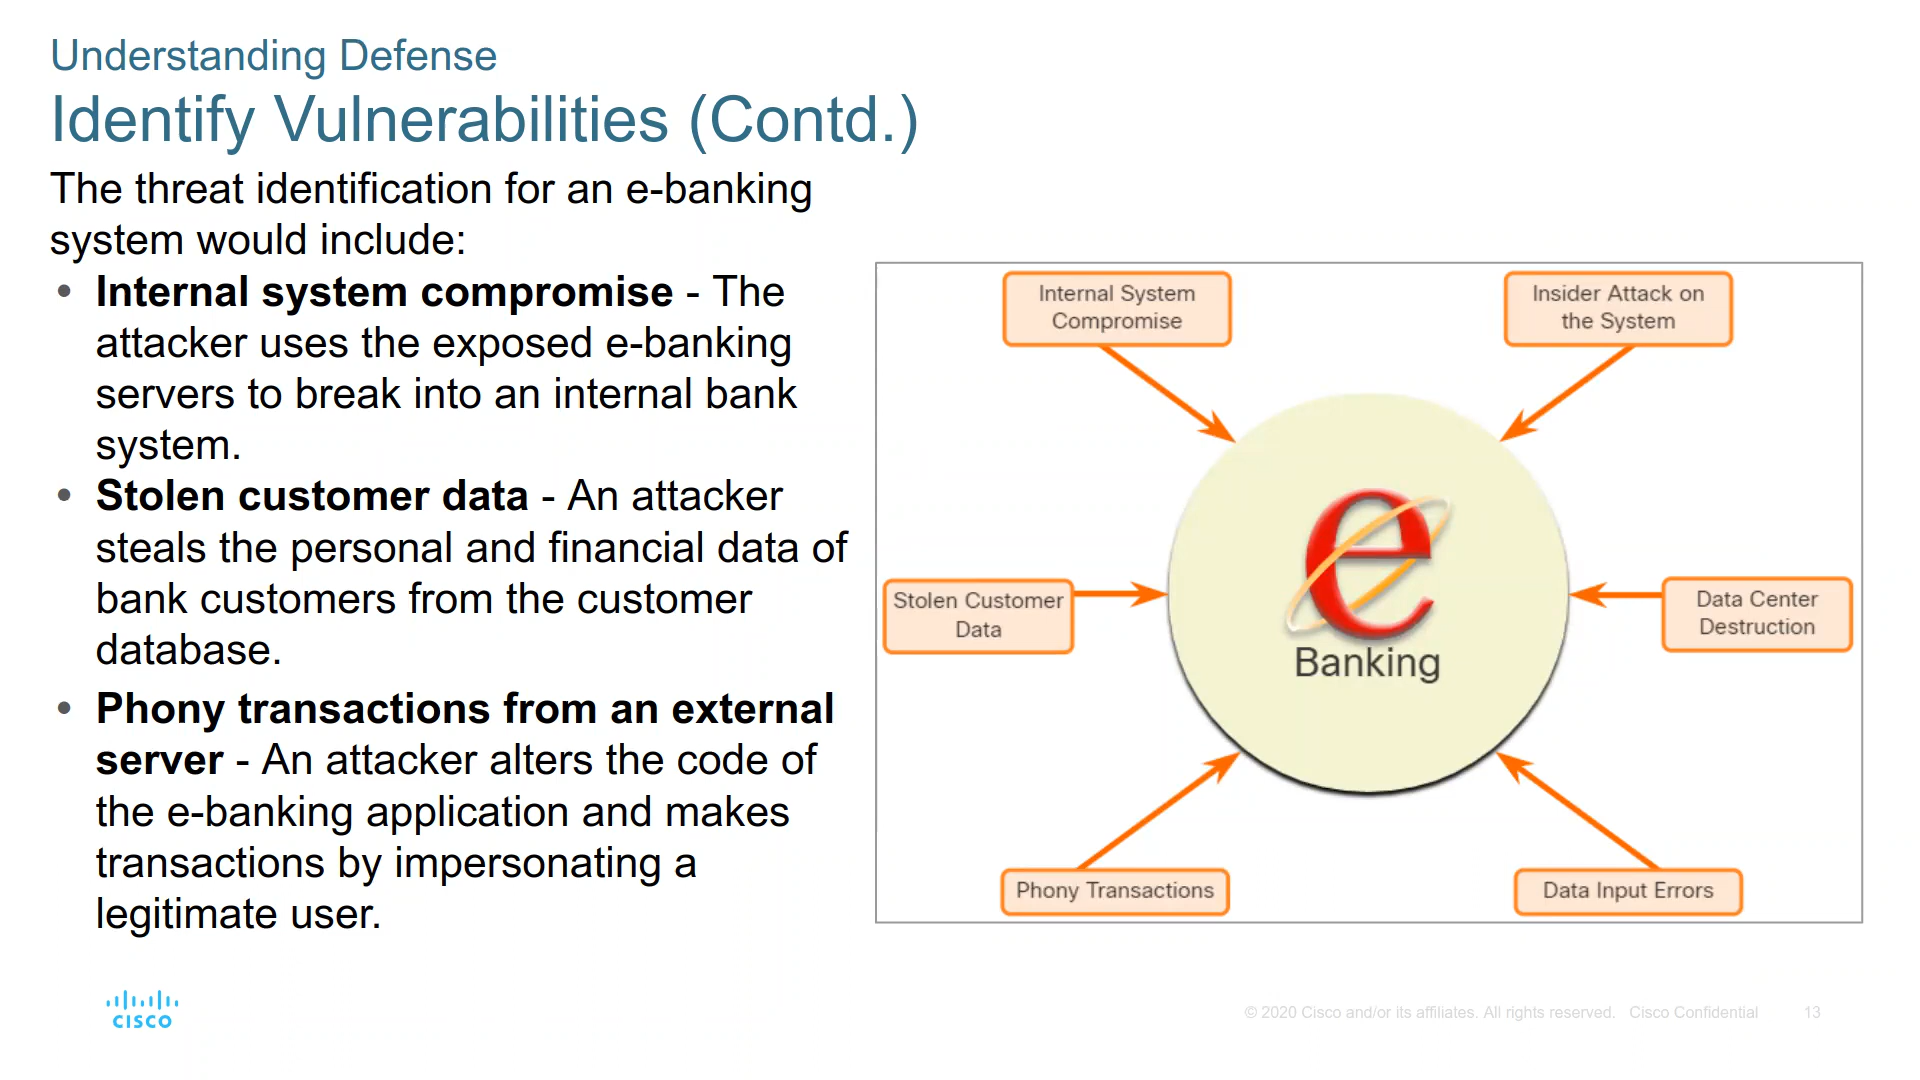 Understanding Defense
Identify Vulnerabilities (Contd.)
The threat identification for an e-banking
system would include:
• Internal system compromise - The
attacker uses the exposed e-banking
servers to break into an internal bank
system.
• Stolen customer data - An attacker
steals the personal and financial data of
bank customers from the customer
database.
• Phony transactions from an external
server - An attacker alters the code of
the e-banking application and makes
transactions by impersonating a
legitimate user.
Internal System
Compromise
Insider Attack on
the System
Stolen Customer
Data
e
Banking
Data Center
Destruction
Phony Transactions
Data Input Errors
CISCO
© 2020 Cisco and/or its affiliates. All rights reserved. Cisco Confidential 13